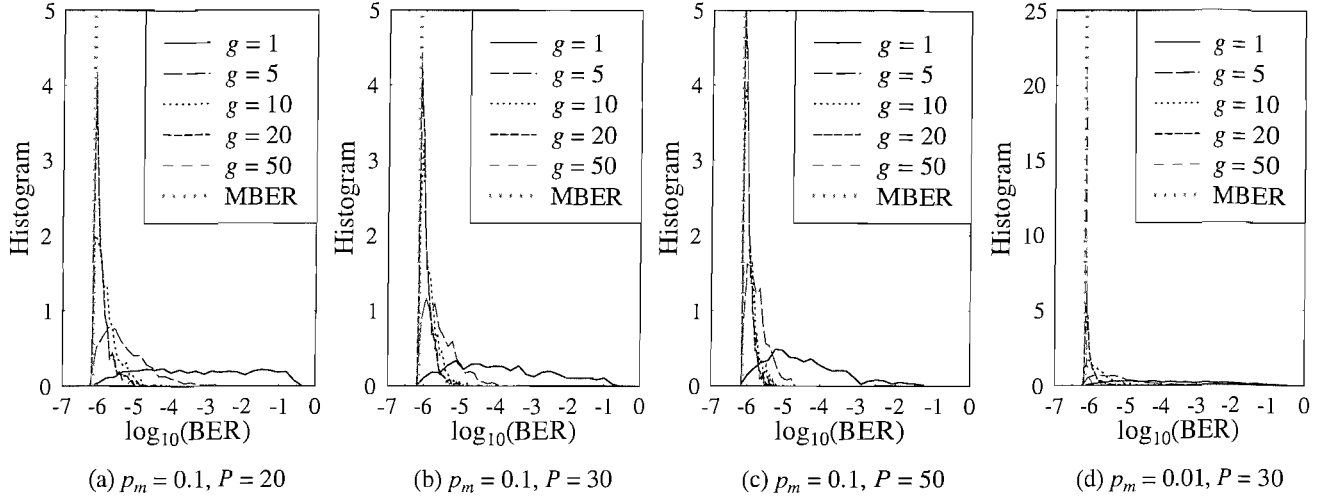 5
4
3
2
1
0
Histogram
g = 1
g = 5
g = 10
g = 20
g = 50
MBER
-7 -6 -5 -4 -3 -2 -1 0
log10(BER)
(a) pm = 0.1, P = 20
5
4
3
2
1
0
Histogram
g = 1
g = 5
g = 10
g = 20
g = 50
MBER
-7 -6 -5 -4 -3 -2 -1 0
log10(BER)
(b) pm = 0.1, P = 30
5
4
3
2
1
0
Histogram
g = 1
g = 5
g = 10
g = 20
g = 50
MBER
-7 -6 -5 -4 -3 -2 -1 0
log10(BER)
(c) pm = 0.1, P = 50
25
20
15
10
5
0
Histogram
g = 1
g = 5
g = 10
g = 20
g = 50
MBER
-7 -6 -5 -4 -3 -2 -1 0
log10(BER)
(d) pm = 0.01, P = 30